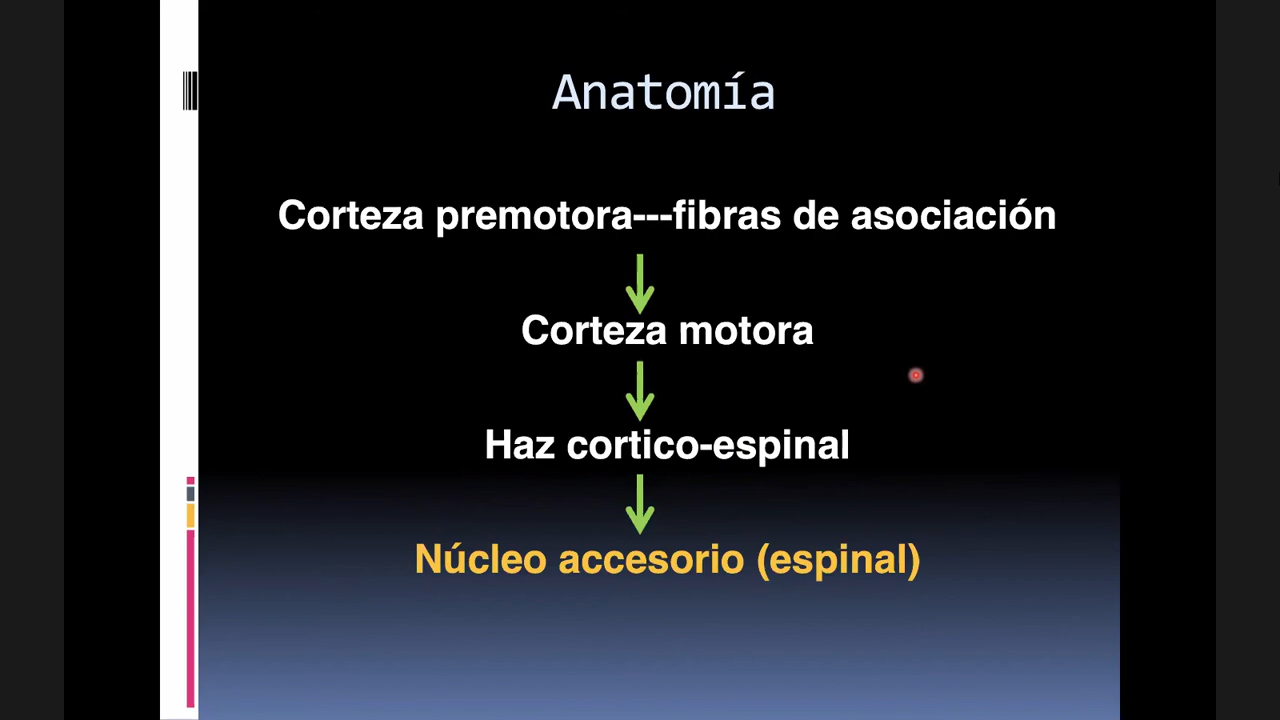 Anatomía
Corteza premotora---fibras de asociación
Corteza motora
Haz cortico-espinal
Núcleo accesorio (espinal)